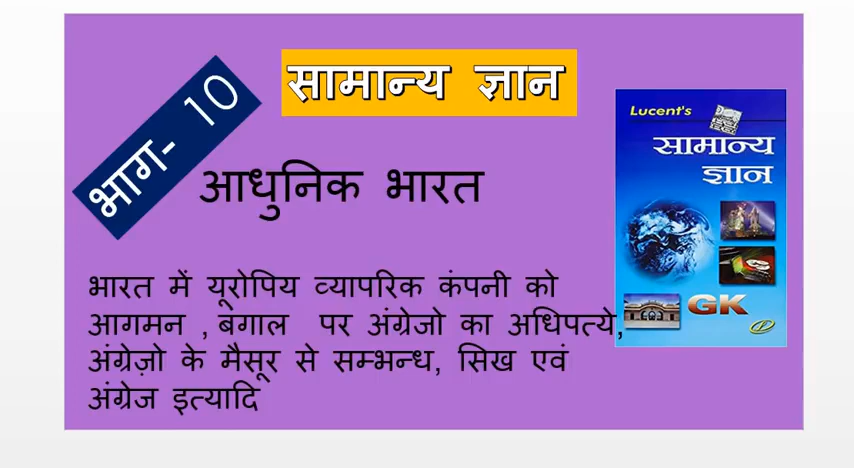 सामान्य ज्ञान
भाग- 10
आधुनिक भारत
भारत में यूरोपिय व्यापरिक कंपनी को
आगमन , बंगाल पर अंग्रेजो का अधिपत्ये,
अंग्रेज़ो के मैसूर से सम्भन्ध, सिख एवं
अंग्रेज इत्यादि
Lucent's
सामान्य
ज्ञान
GK